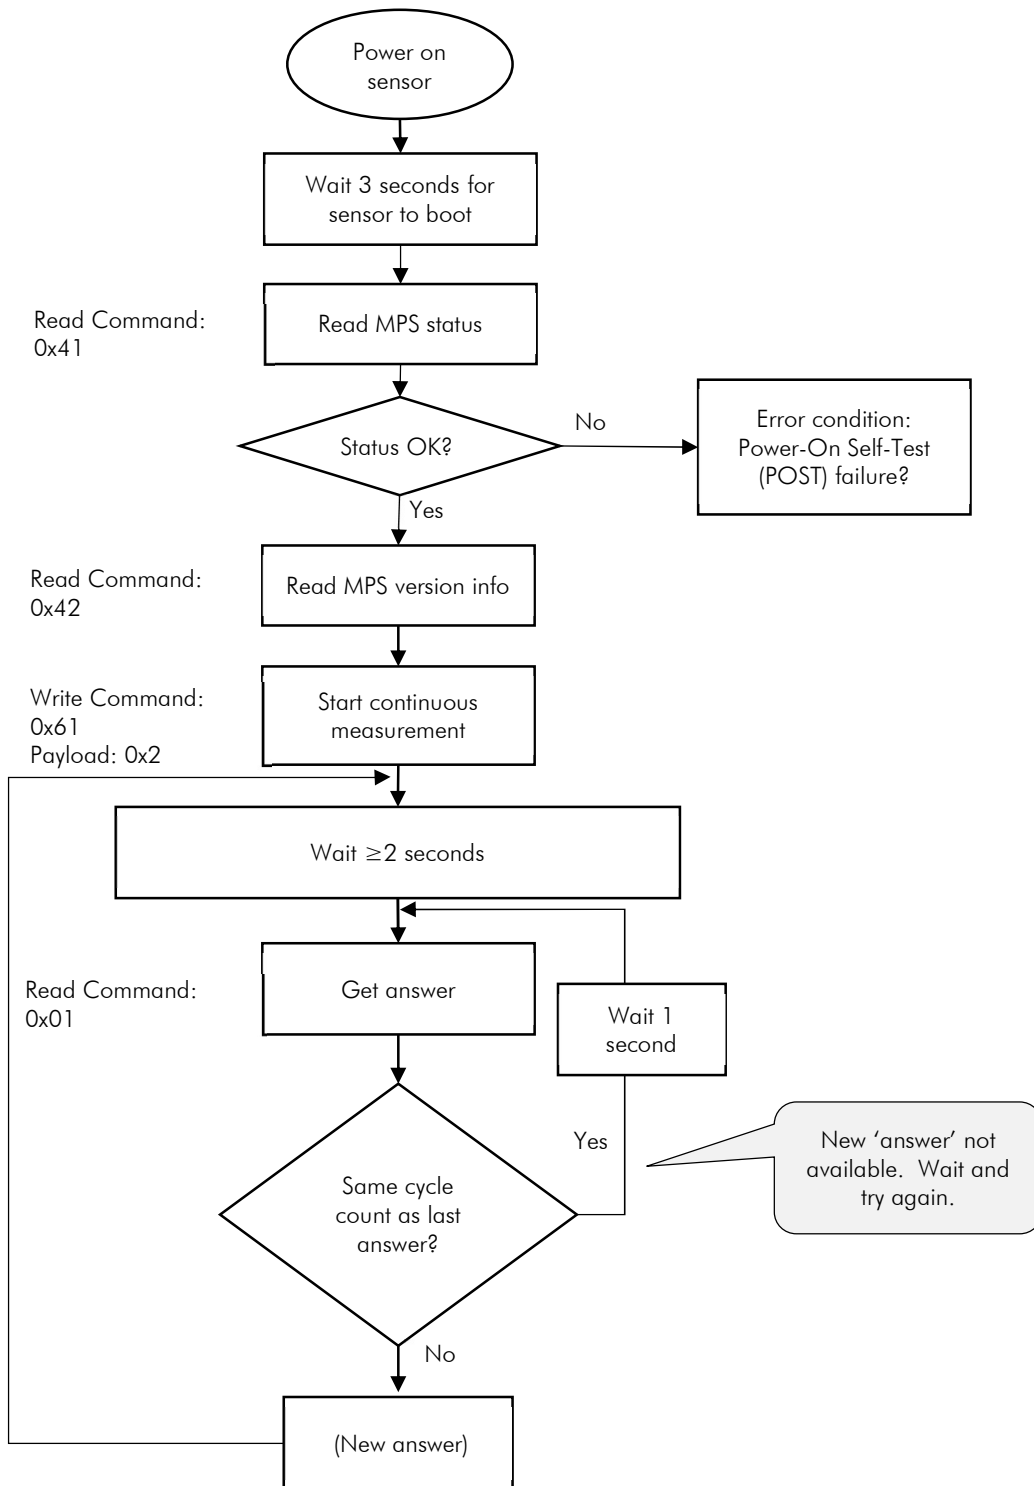 Power on
sensor
Wait 3 seconds for
sensor to boot
Read Command:
0x41
Read MPS status
Status OK?
No
Error condition:
Power-On Self-Test
(POST) failure?
Yes
Read Command:
0x42
Read MPS version info
Write Command:
0x61
Payload: 0x2
Start continuous
measurement
Wait ≥2 seconds
Read Command:
0x01
Get answer
Wait 1
second
Yes
New ‘answer’ not
available.  Wait and
try again.
Same cycle
count as last
answer?
No
(New answer)